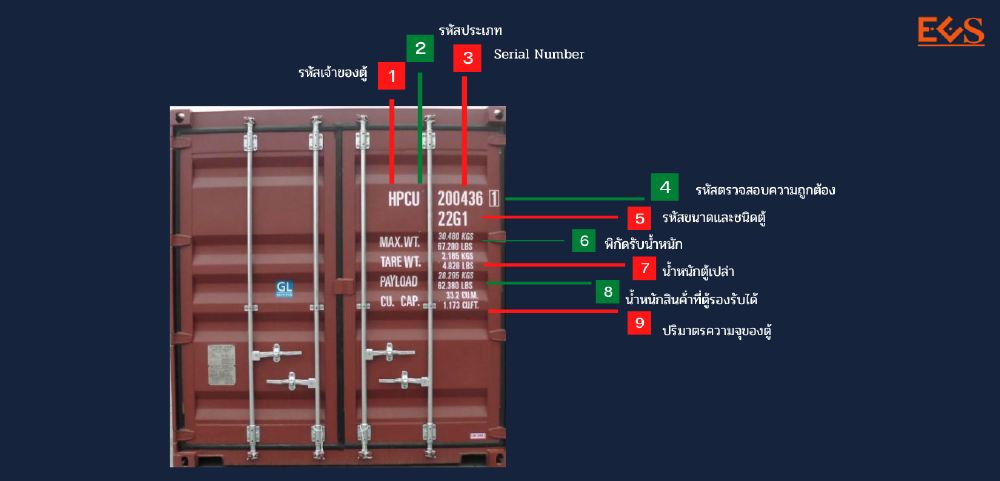 EGS
รหัสประเภท
2
3 Serial Number
รหัสเจ้าของตู้ 1
4 รหัสตรวจสอบความถูกต้อง
HPCU 200436 1
22G1
5 รหัสขนาดและชนิดตู้
6 พิกัดรับน้ำหนัก
MAX.WT. 30.480 KGS
67.200 LBS
TARE WT. 2.185 KGS
4.820 LBS
7 น้ำหนักตู้เปล่า
PAYLOAD 28.295 KGS
62.380 LBS
8 น้ำหนักสินค้าที่ตู้รองรับได้
CU. CAP. 33.2 CU.M.
1.173 CU.FT.
9 ปริมาตรความจุของตู้
GL